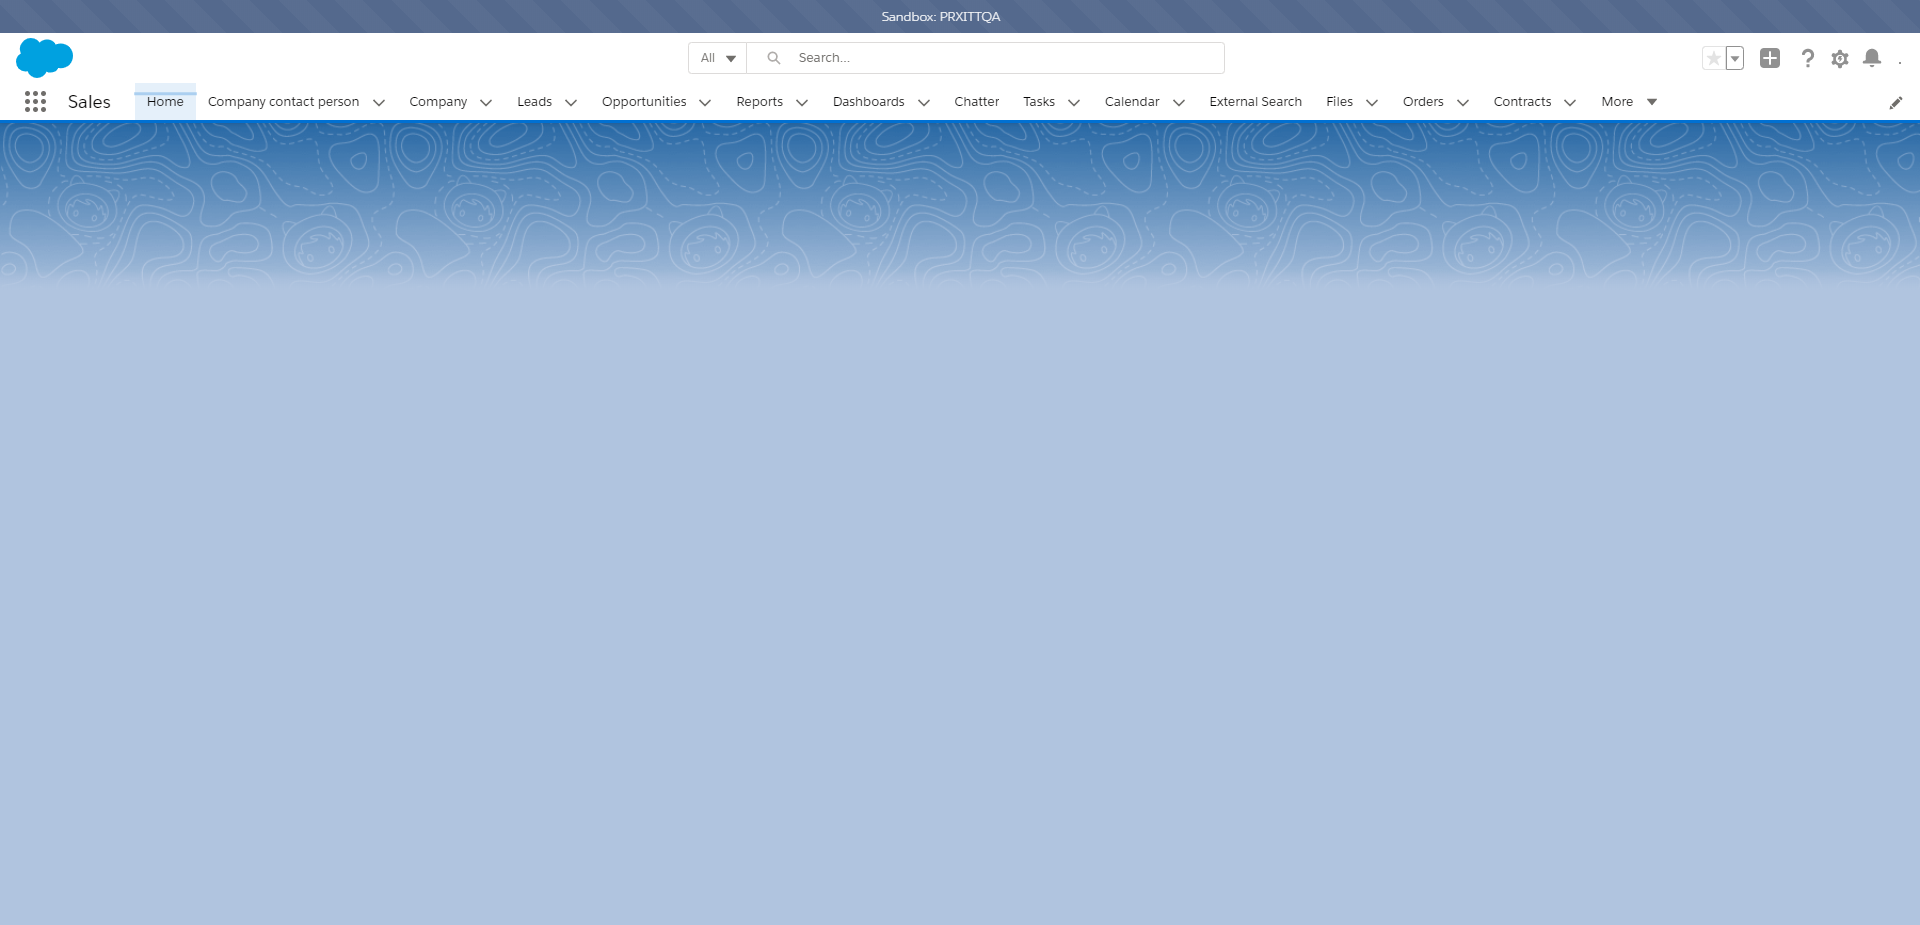 Sandbox: PRXITTQA
All Search...
Sales Home Company contact person Company Leads Opportunities Reports Dashboards Chatter Tasks Calendar External Search Files Orders Contracts More